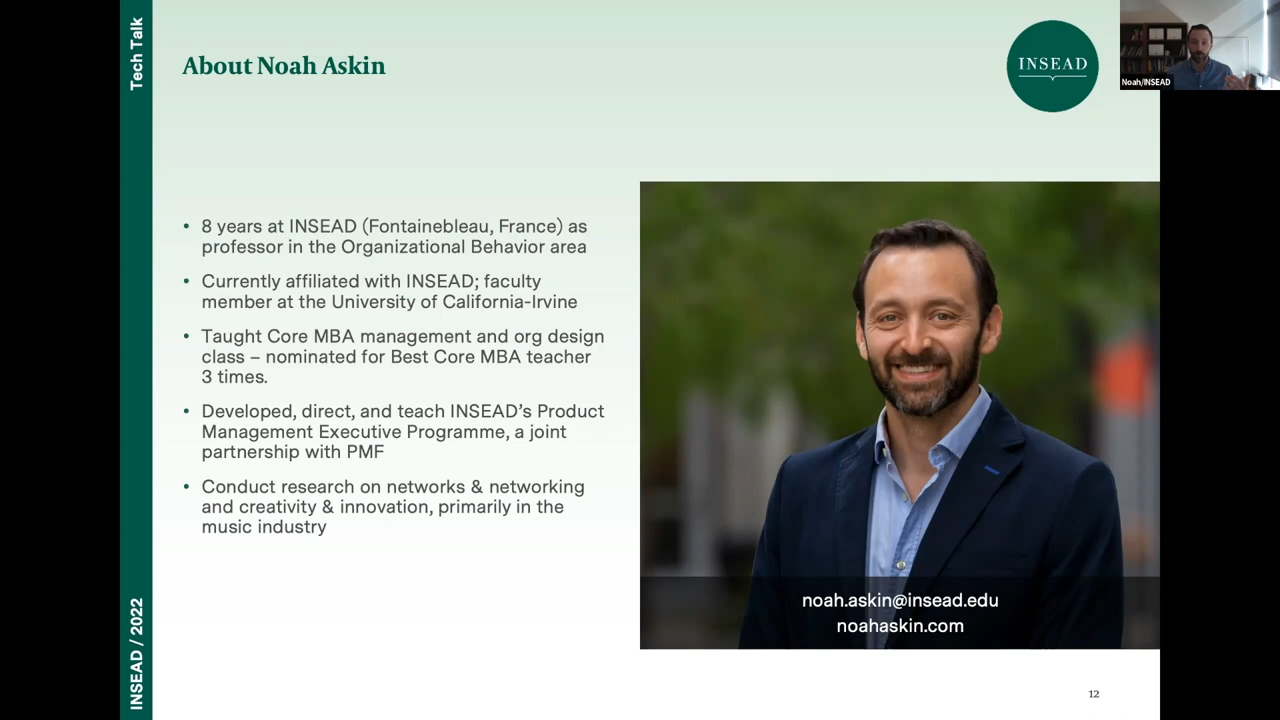 Tech Talk
About Noah Askin
INSEAD
Noah/INSEAD
• 8 years at INSEAD (Fontainebleau, France) as
professor in the Organizational Behavior area
• Currently affiliated with INSEAD; faculty
member at the University of California-Irvine
• Taught Core MBA management and org design
class – nominated for Best Core MBA teacher
3 times.
• Developed, direct, and teach INSEAD’s Product
Management Executive Programme, a joint
partnership with PMF
• Conduct research on networks & networking
and creativity & innovation, primarily in the
music industry
noah.askin@insead.edu
noahaskin.com
INSEAD / 2022
12